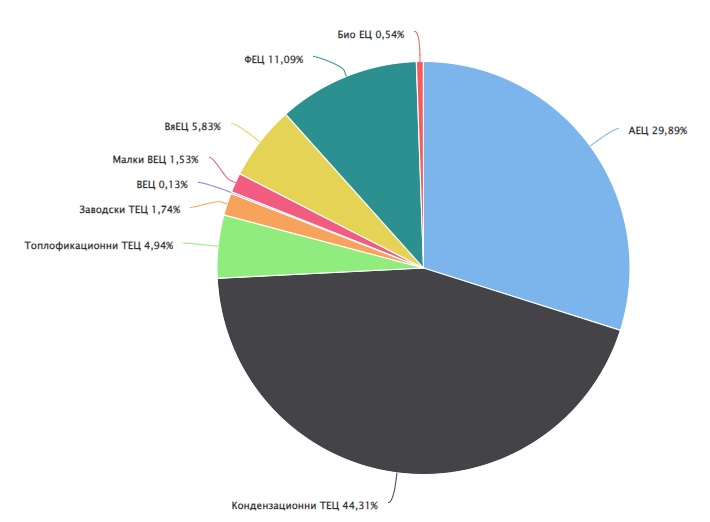 Био ЕЦ 0,54%
ФЕЦ 11,09%
ВяЕЦ 5,83%
АЕЦ 29,89%
Малки ВЕЦ 1,53%
ВЕЦ 0,13%
Заводски ТЕЦ 1,74%
Топлофикационни ТЕЦ 4,94%
Кондензационни ТЕЦ 44,31%